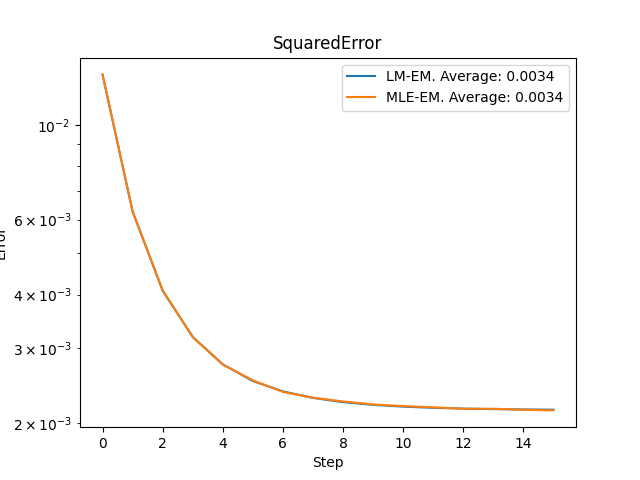 SquaredError
LM-EM. Average: 0.0034
MLE-EM. Average: 0.0034
10⁻²
6 × 10⁻³
4 × 10⁻³
3 × 10⁻³
2 × 10⁻³
Error
0 2 4 6 8 10 12 14
Step